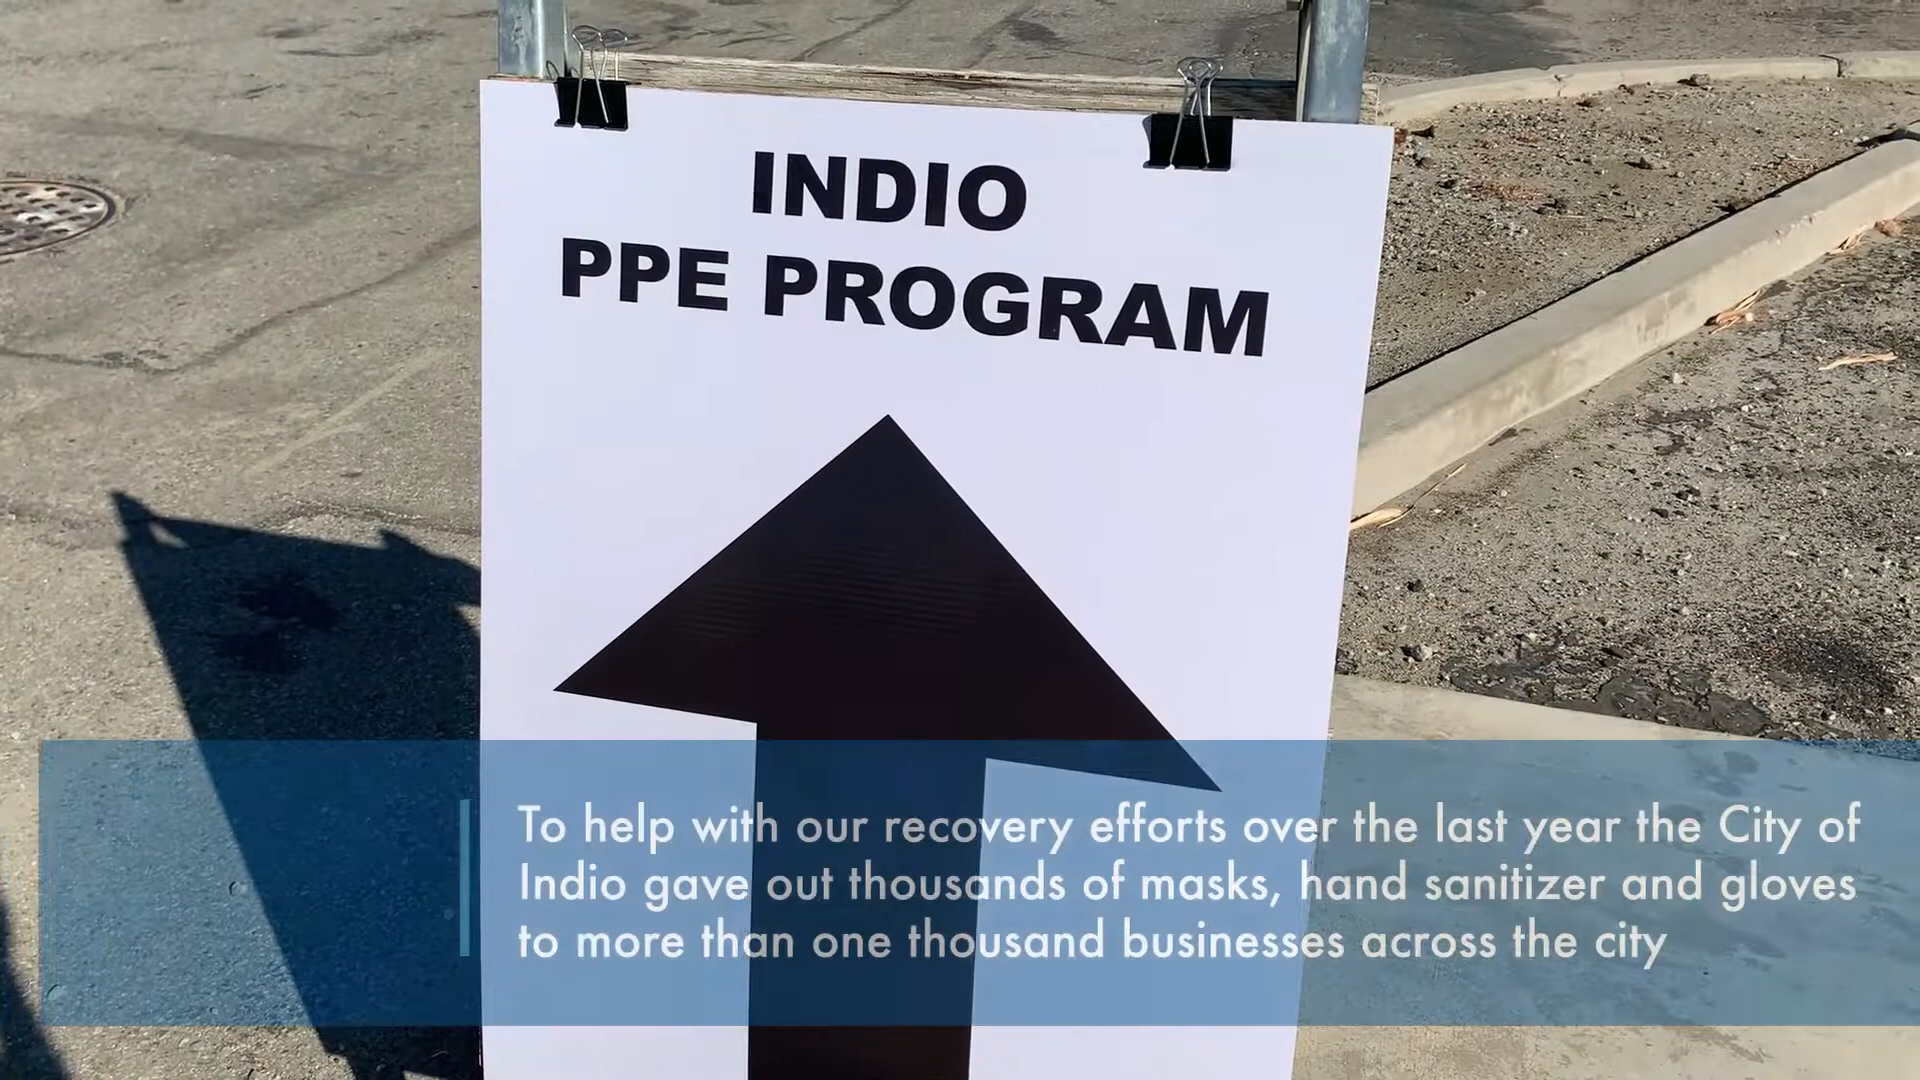 INDIO
PPE PROGRAM
To help with our recovery efforts over the last year the City of
Indio gave out thousands of masks, hand sanitizer and gloves
to more than one thousand businesses across the city